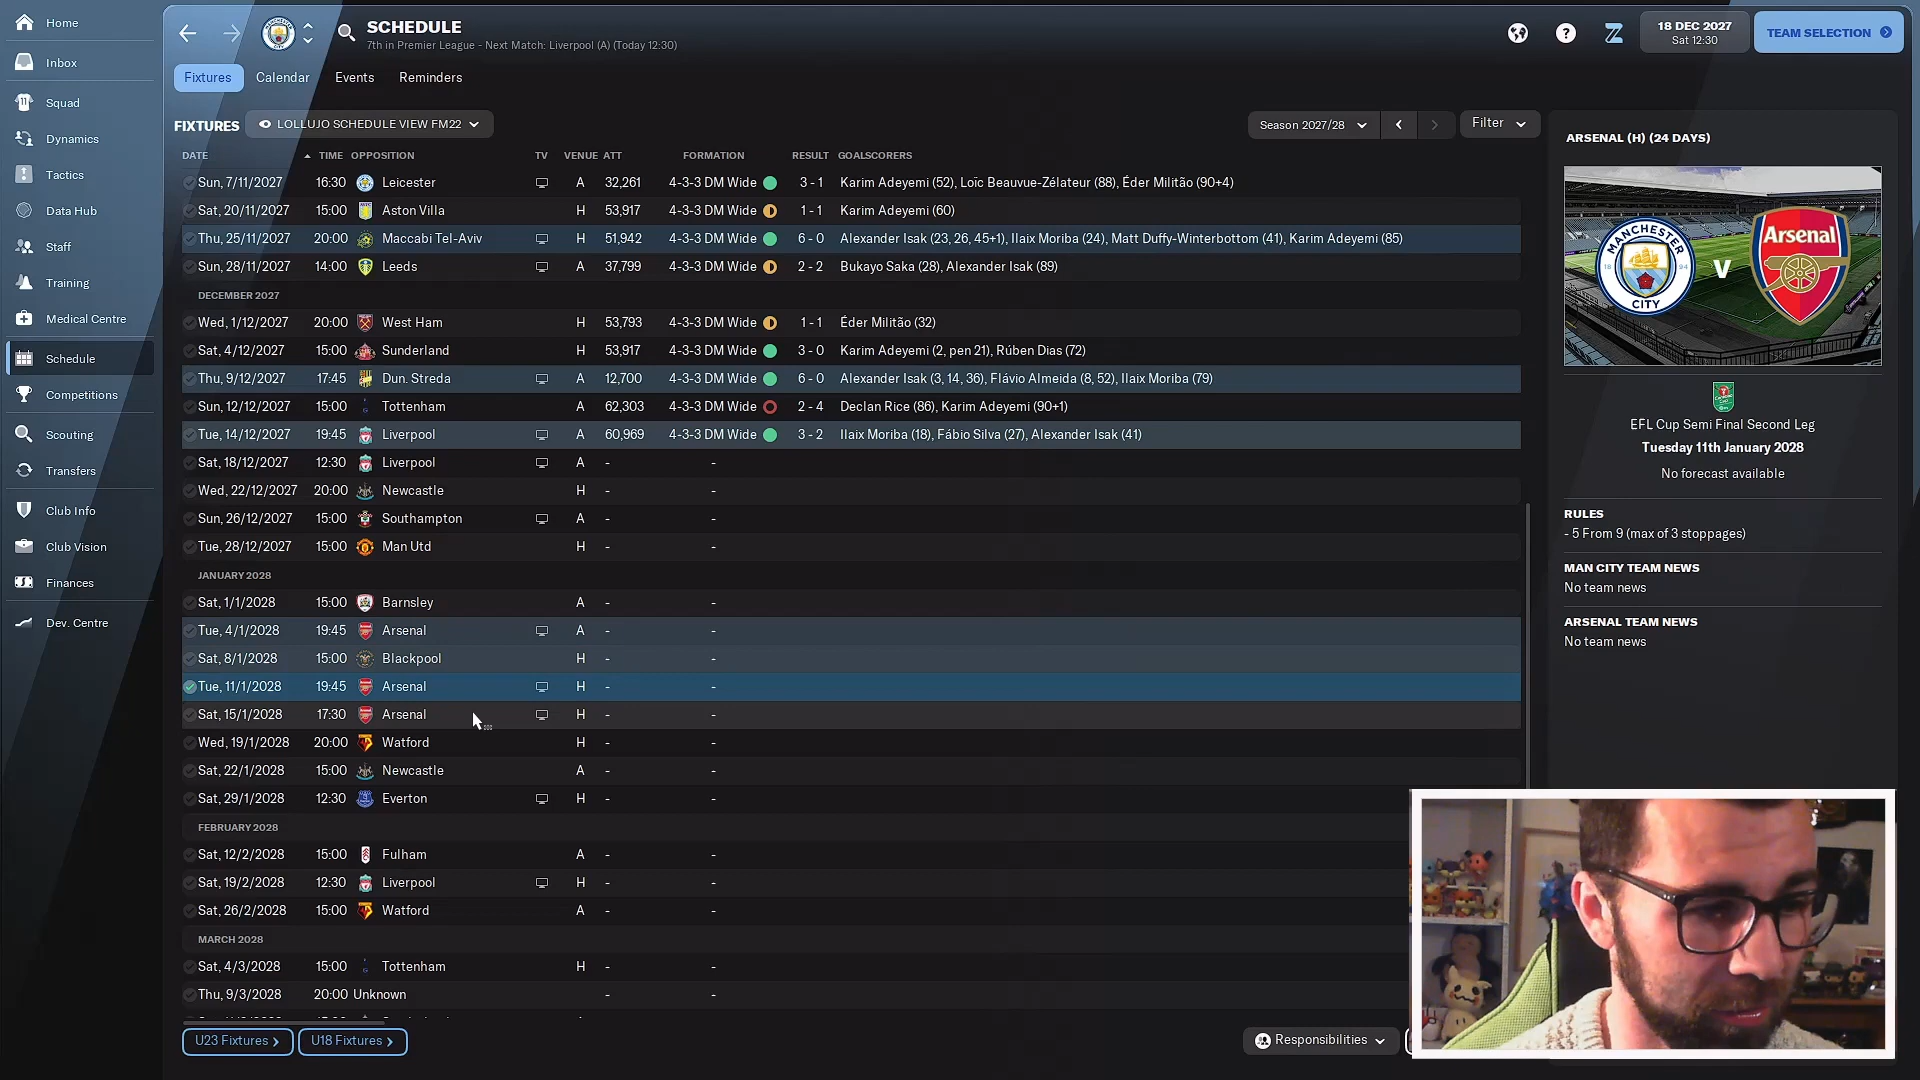 Home
Inbox
Squad
Dynamics
Tactics
Data Hub
Staff
Training
Medical Centre
Schedule
Competitions
Scouting
Transfers
Club Info
Club Vision
Finances
Dev. Centre
SCHEDULE
7th in Premier League - Next Match: Liverpool (A) (Today 12:30)
18 DEC 2027
Sat 12:30
TEAM SELECTION
Fixtures Calendar Events Reminders
FIXTURES LOLLUJO SCHEDULE VIEW FM22 Season 2027/28 Filter
DATE TIME OPPOSITION TV VENUE ATT FORMATION RESULT GOALSCORERS
Sun, 7/11/2027 16:30 Leicester A 32,261 4-3-3 DM Wide 3 - 1 Karim Adeyemi (52), Loïc Beauvue-Zélateur (88), Éder Militão (90+4)
Sat, 20/11/2027 15:00 Aston Villa H 53,917 4-3-3 DM Wide 1 - 1 Karim Adeyemi (60)
Thu, 25/11/2027 20:00 Maccabi Tel-Aviv H 51,942 4-3-3 DM Wide 6 - 0 Alexander Isak (23, 26, 45+1), Ilaix Moriba (24), Matt Duffy-Winterbottom (41), Karim Adeyemi (85)
Sun, 28/11/2027 14:00 Leeds A 37,799 4-3-3 DM Wide 2 - 2 Bukayo Saka (28), Alexander Isak (89)
DECEMBER 2027
Wed, 1/12/2027 20:00 West Ham H 53,793 4-3-3 DM Wide 1 - 1 Éder Militão (32)
Sat, 4/12/2027 15:00 Sunderland H 53,917 4-3-3 DM Wide 3 - 0 Karim Adeyemi (2, pen 21), Rúben Dias (72)
Thu, 9/12/2027 17:45 Dun. Streda A 12,700 4-3-3 DM Wide 6 - 0 Alexander Isak (3, 14, 36), Flávio Almeida (8, 52), Ilaix Moriba (79)
Sun, 12/12/2027 15:00 Tottenham A 62,303 4-3-3 DM Wide 2 - 4 Declan Rice (86), Karim Adeyemi (90+1)
Tue, 14/12/2027 19:45 Liverpool A 60,969 4-3-3 DM Wide 3 - 2 Ilaix Moriba (18), Fábio Silva (27), Alexander Isak (41)
Sat, 18/12/2027 12:30 Liverpool A - -
Wed, 22/12/2027 20:00 Newcastle H - -
Sun, 26/12/2027 15:00 Southampton A - -
Tue, 28/12/2027 15:00 Man Utd H - -
JANUARY 2028
Sat, 1/1/2028 15:00 Barnsley A - -
Tue, 4/1/2028 19:45 Arsenal A - -
Sat, 8/1/2028 15:00 Blackpool H - -
Tue, 11/1/2028 19:45 Arsenal H - -
Sat, 15/1/2028 17:30 Arsenal H - -
Wed, 19/1/2028 20:00 Watford H - -
Sat, 22/1/2028 15:00 Newcastle A - -
Sat, 29/1/2028 12:30 Everton H - -
FEBRUARY 2028
Sat, 12/2/2028 15:00 Fulham A - -
Sat, 19/2/2028 12:30 Liverpool H - -
Sat, 26/2/2028 15:00 Watford A - -
MARCH 2028
Sat, 4/3/2028 15:00 Tottenham H - -
Thu, 9/3/2028 20:00 Unknown - -
U23 Fixtures U18 Fixtures Responsibilities
ARSENAL (H) (24 DAYS)
MANCHESTER
18 94
CITY
V
Arsenal
EFL Cup Semi Final Second Leg
Tuesday 11th January 2028
No forecast available
RULES
- 5 From 9 (max of 3 stoppages)
MAN CITY TEAM NEWS
No team news
ARSENAL TEAM NEWS
No team news